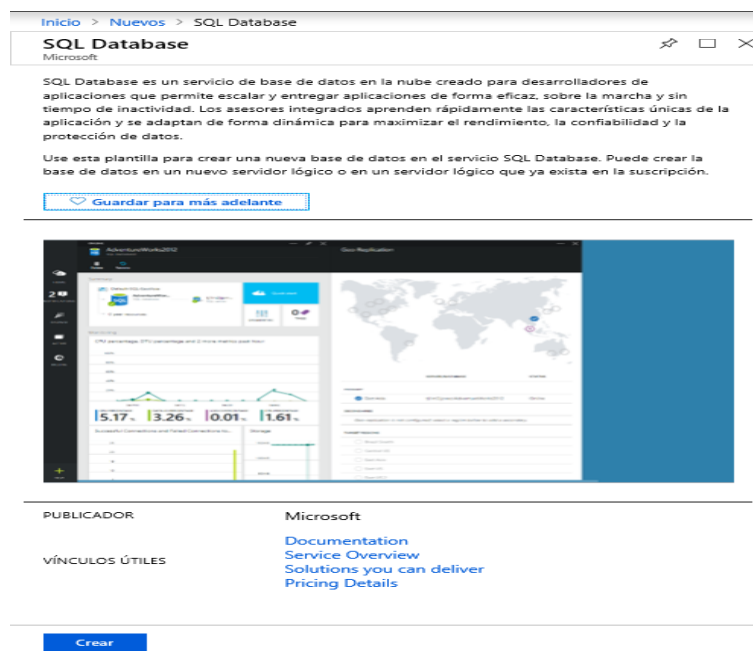 Inicio > Nuevos > SQL Database
SQL Database
Microsoft
SQL Database es un servicio de base de datos en la nube creado para desarrolladores de
aplicaciones que permite escalar y entregar aplicaciones de forma eficaz, sobre la marcha y sin
tiempo de inactividad. Los asesores integrados aprenden rápidamente las características únicas de la
aplicación y se adaptan de forma dinámica para maximizar el rendimiento, la confiabilidad y la
protección de datos.
Use esta plantilla para crear una nueva base de datos en el servicio SQL Database. Puede crear la
base de datos en un nuevo servidor lógico o en un servidor lógico que ya exista en la suscripción.
Guardar para más adelante
AdventureWorks2012
Geo-Replication
2
0
5.17
3.26
0.01
1.61
Storage
PUBLICADOR
Microsoft
VÍNCULOS ÚTILES
Documentation
Service Overview
Solutions you can deliver
Pricing Details
Crear